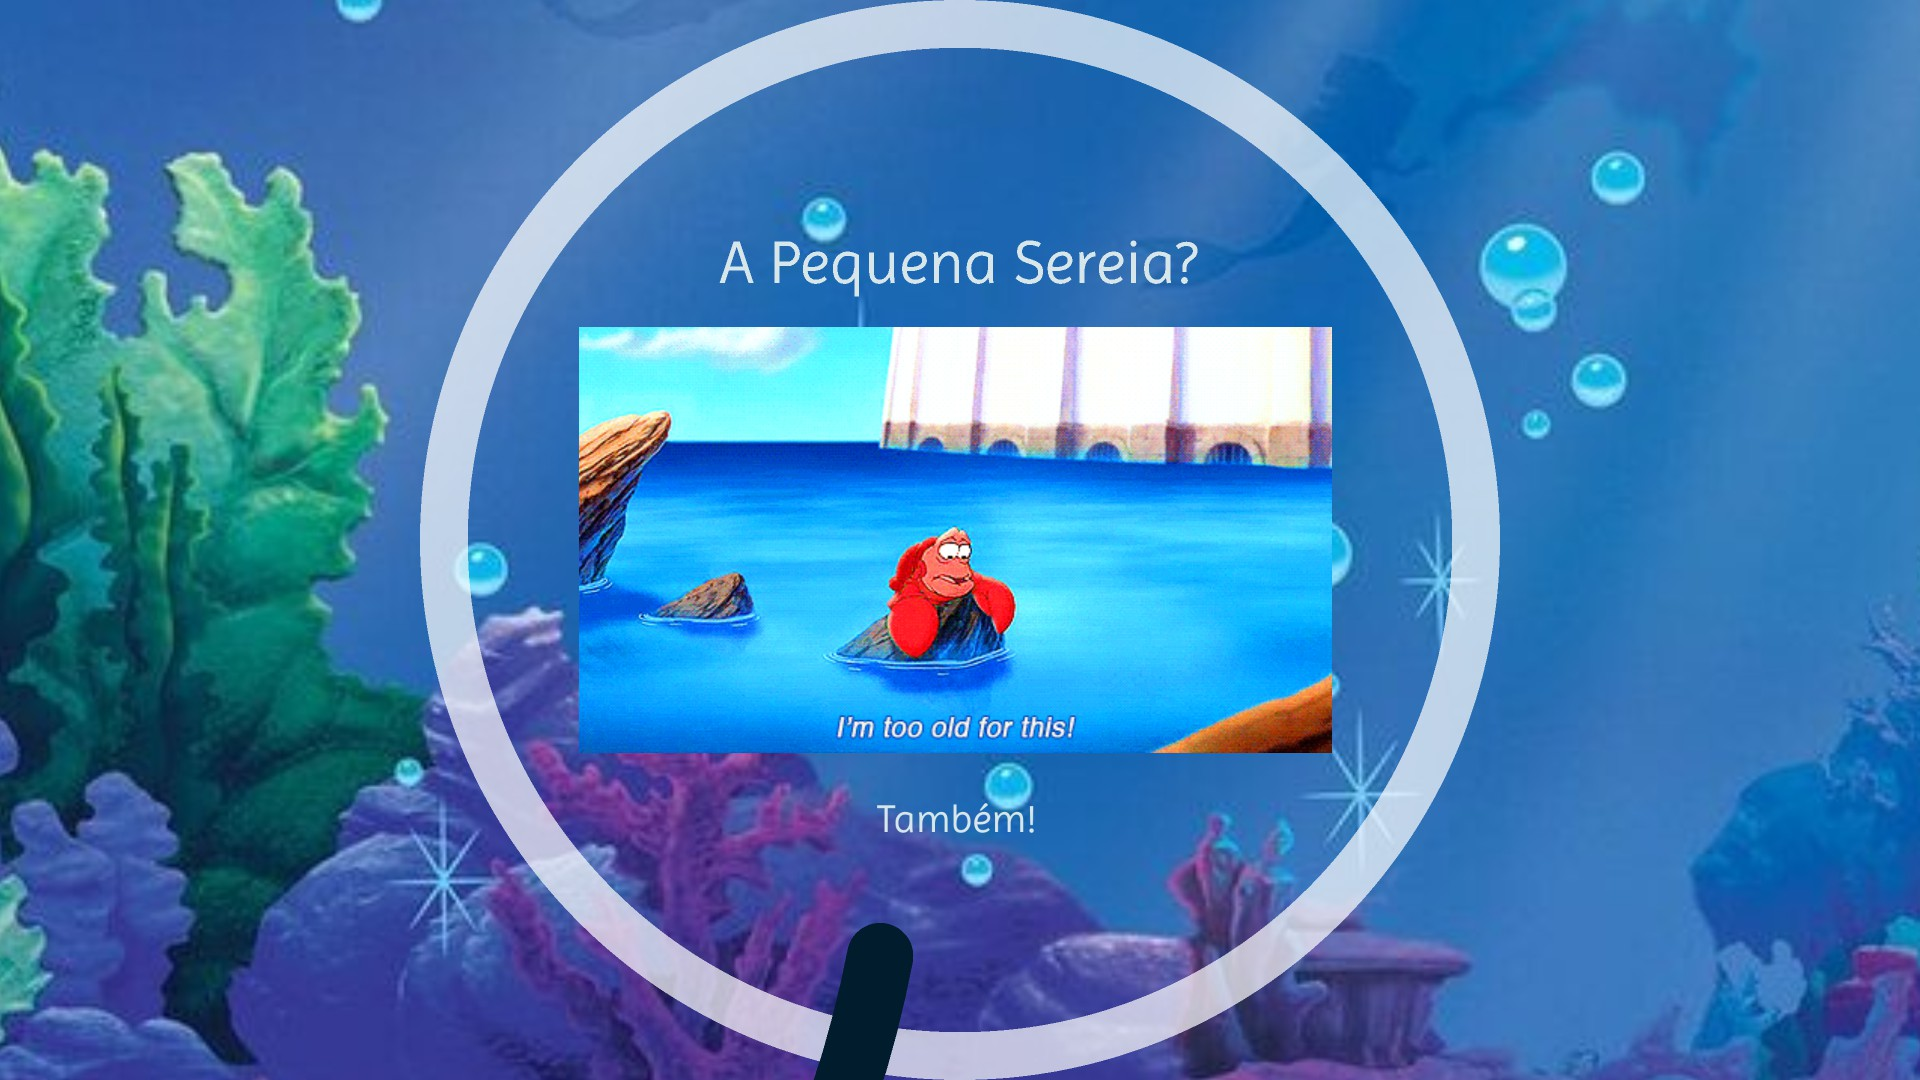 A Pequena Sereia?
I'm too old for this!
Também!